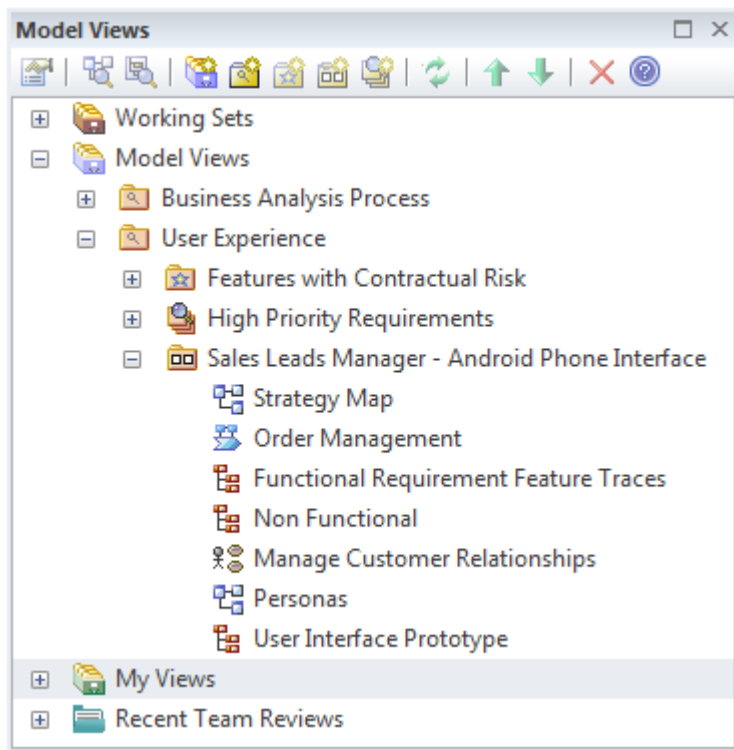 Model Views
Working Sets
Model Views
Business Analysis Process
User Experience
Features with Contractual Risk
High Priority Requirements
Sales Leads Manager - Android Phone Interface
Strategy Map
Order Management
Functional Requirement Feature Traces
Non Functional
Manage Customer Relationships
Personas
User Interface Prototype
My Views
Recent Team Reviews